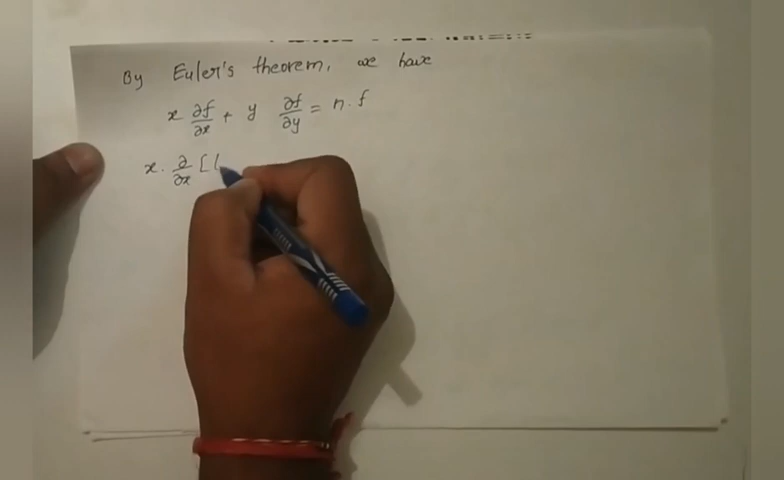 By Euler's theorem, we have
x ∂f/∂x + y ∂f/∂y = n. f
x. ∂/∂x [ (